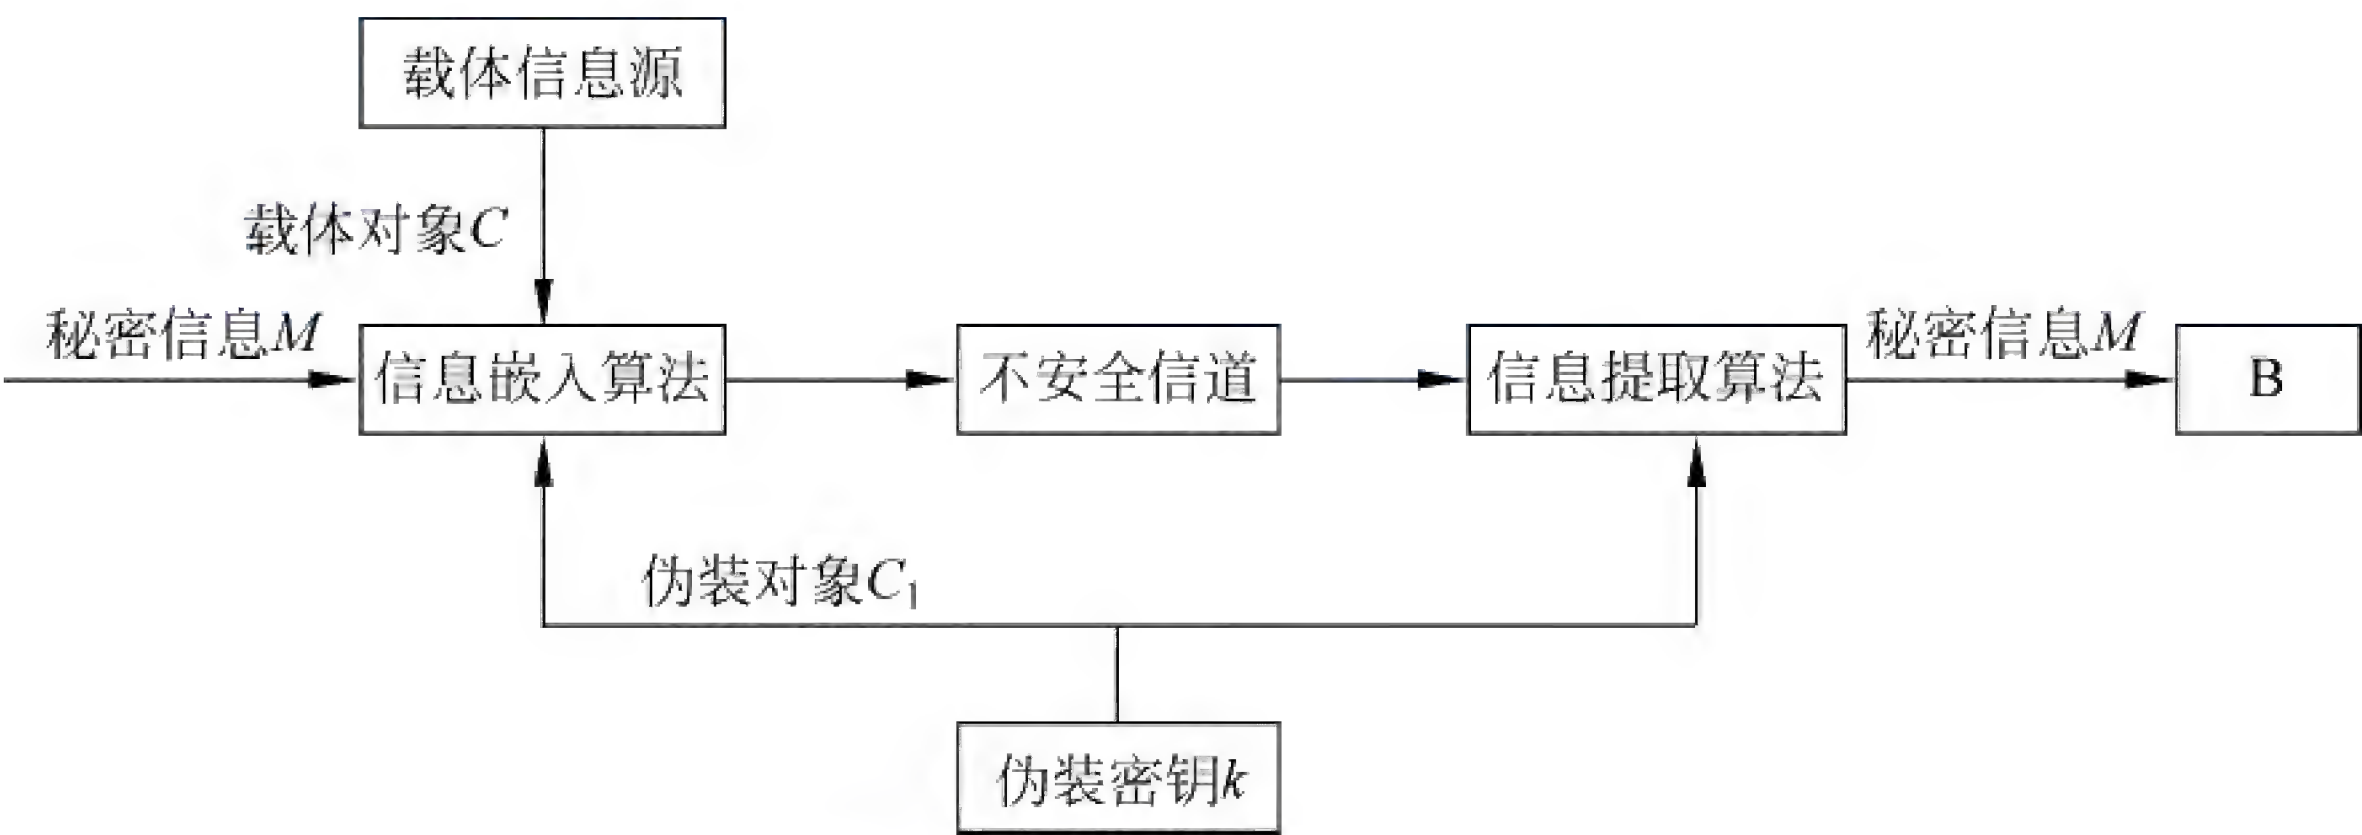 载体信息源
载体对象C
秘密信息M
信息嵌入算法
不安全信道
信息提取算法
秘密信息M
B
伪装对象C₁
伪装密钥k